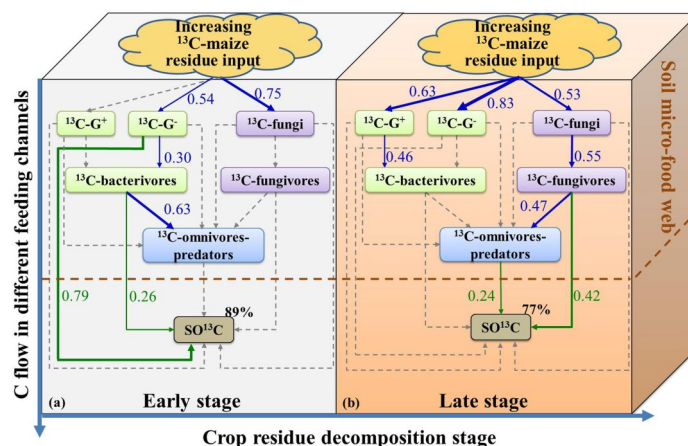 Increasing
¹³C-maize
residue input
0.54
0.75
¹³C-G⁺
¹³C-G⁻
¹³C-fungi
0.30
¹³C-bacterivores
¹³C-fungivores
0.63
¹³C-omnivores-
predators
0.79
0.26
89%
SO¹³C
(a)
Early stage
Increasing
¹³C-maize
residue input
0.63
0.83
0.53
¹³C-G⁺
¹³C-G⁻
¹³C-fungi
0.46
0.55
¹³C-bacterivores
¹³C-fungivores
0.47
¹³C-omnivores-
predators
0.24
0.42
77%
SO¹³C
(b)
Late stage
Soil micro-food web
C flow in different feeding channels
Crop residue decomposition stage